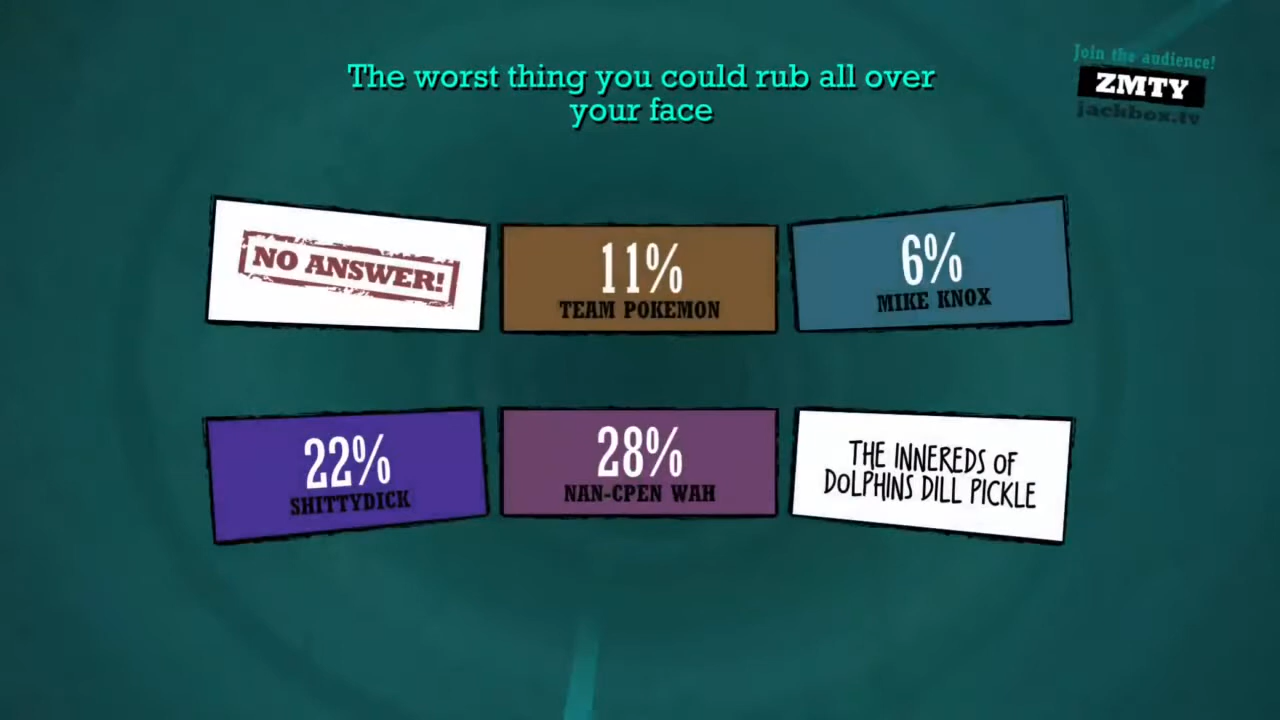 Join the audience!
The worst thing you could rub all over
your face
ZMTY
jackbox.tv
NO ANSWER!
11%
TEAM POKEMON
6%
MIKE KNOX
22%
SHITTYDICK
28%
NAN-CPEN WAH
THE INNEREDS OF
DOLPHINS DILL PICKLE